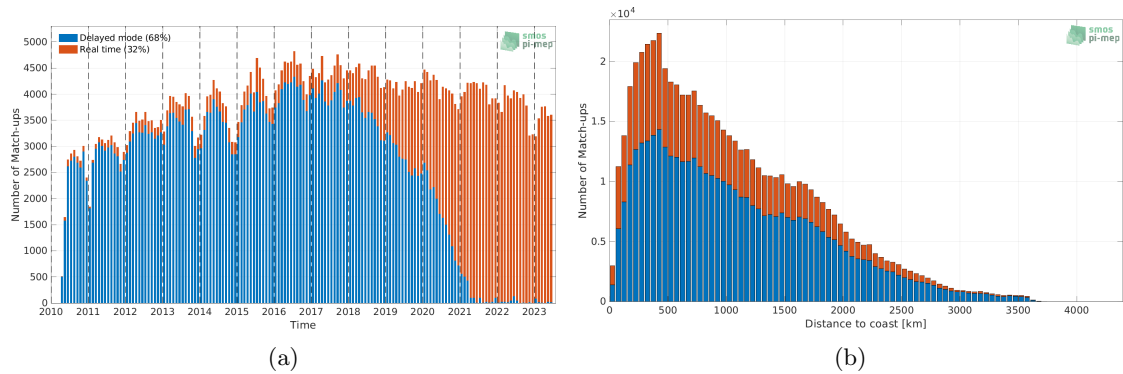 Delayed mode (68%)
Real time (32%)
smos
pi-mep
5000
4500
4000
3500
3000
2500
2000
1500
1000
500
0
Number of Match-ups
2010 2011 2012 2013 2014 2015 2016 2017 2018 2019 2020 2021 2022 2023
Time
(a)
×10⁴
smos
pi-mep
2
1.5
1
0.5
0
Number of Match-ups
0 500 1000 1500 2000 2500 3000 3500 4000
Distance to coast [km]
(b)